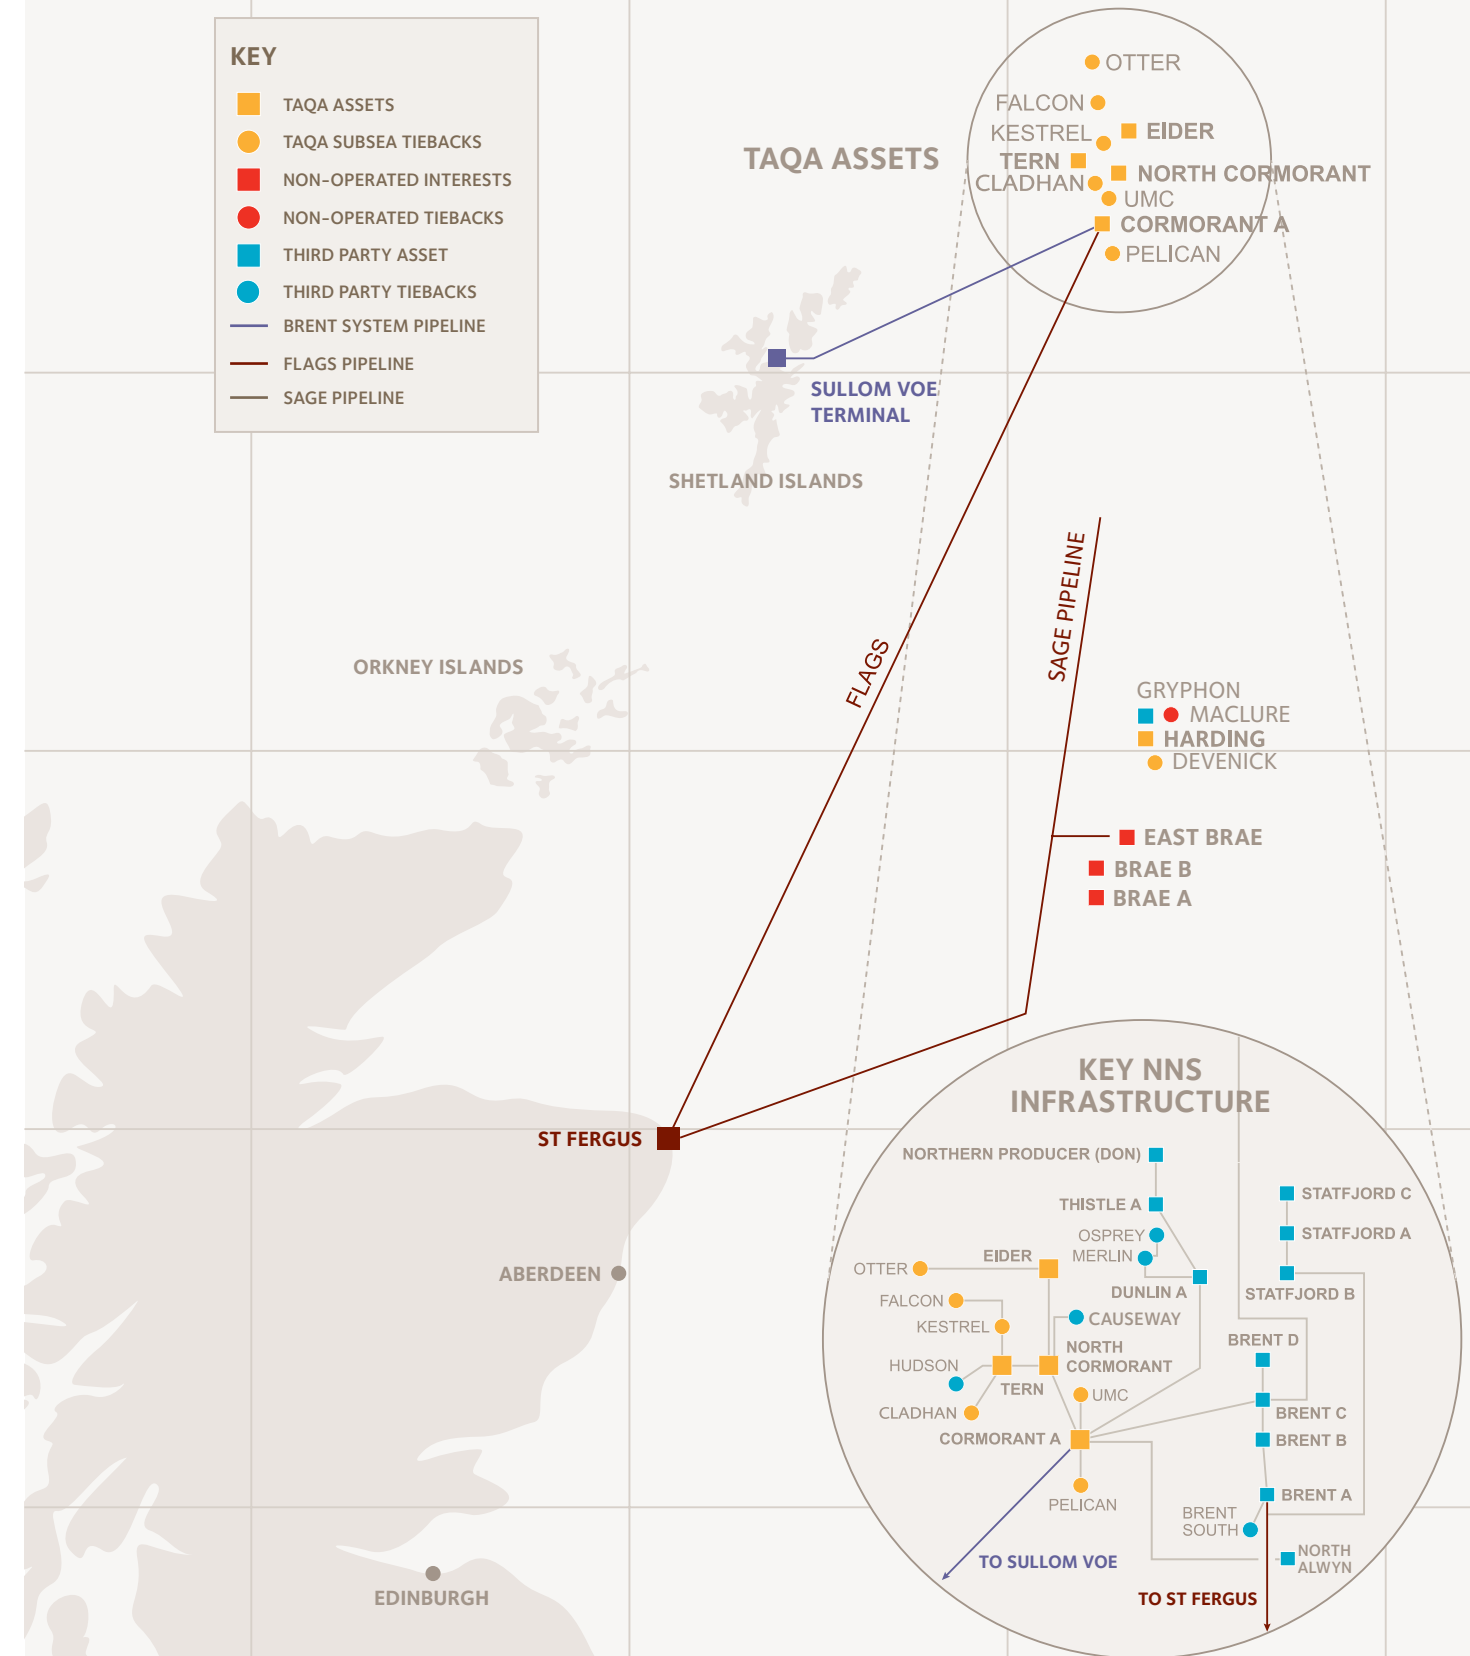 KEY
TAQA ASSETS
TAQA SUBSEA TIEBACKS
NON-OPERATED INTERESTS
NON-OPERATED TIEBACKS
THIRD PARTY ASSET
THIRD PARTY TIEBACKS
BRENT SYSTEM PIPELINE
FLAGS PIPELINE
SAGE PIPELINE
TAQA ASSETS
OTTER
FALCON
KESTREL
EIDER
TERN
NORTH CORMORANT
CLADHAN
UMC
CORMORANT A
PELICAN
SULLOM VOE
TERMINAL
SHETLAND ISLANDS
ORKNEY ISLANDS
FLAGS
SAGE PIPELINE
GRYPHON
MACLURE
HARDING
DEVENICK
EAST BRAE
BRAE B
BRAE A
ST FERGUS
ABERDEEN
EDINBURGH
KEY NNS
INFRASTRUCTURE
NORTHERN PRODUCER (DON)
THISTLE A
OSPREY
MERLIN
DUNLIN A
STATFJORD C
STATFJORD A
STATFJORD B
EIDER
OTTER
FALCON
KESTREL
CAUSEWAY
HUDSON
NORTH
CORMORANT
TERN
UMC
CLADHAN
CORMORANT A
PELICAN
BRENT D
BRENT C
BRENT B
BRENT A
BRENT
SOUTH
NORTH
ALWYN
TO SULLOM VOE
TO ST FERGUS